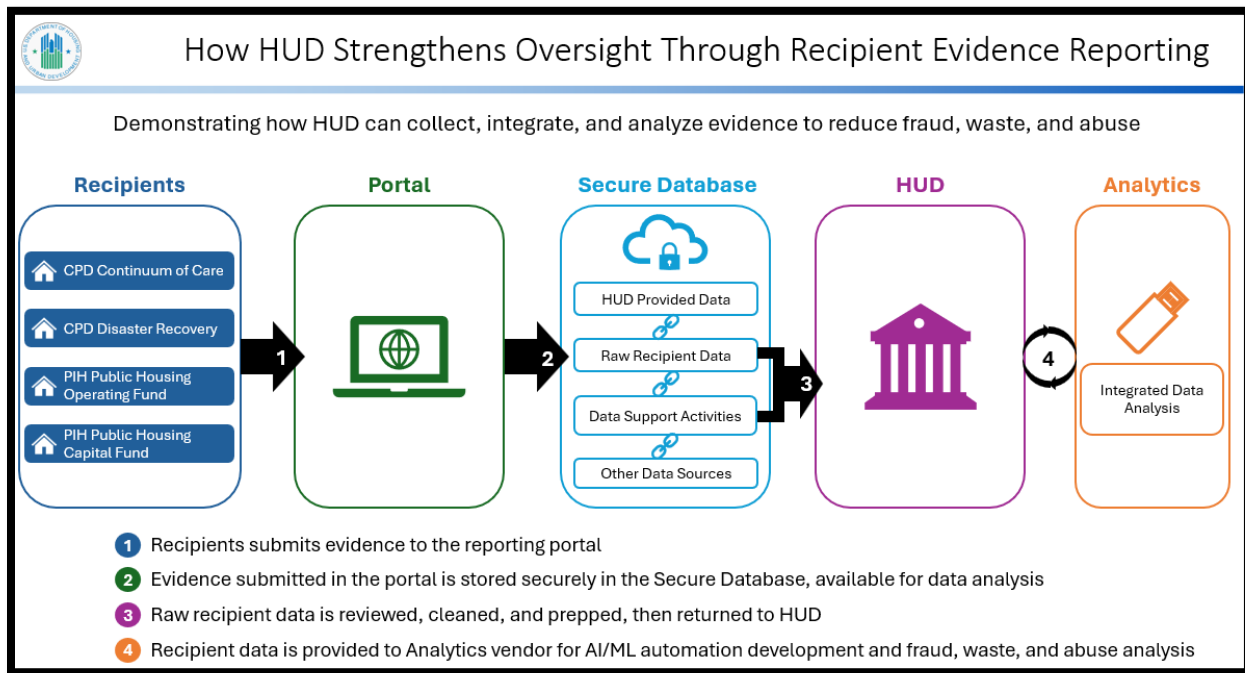 U.S. DEPARTMENT OF HOUSING AND URBAN DEVELOPMENT
How HUD Strengthens Oversight Through Recipient Evidence Reporting
Demonstrating how HUD can collect, integrate, and analyze evidence to reduce fraud, waste, and abuse
Recipients
CPD Continuum of Care
CPD Disaster Recovery
PIH Public Housing
Operating Fund
PIH Public Housing
Capital Fund
1
Portal
2
Secure Database
HUD Provided Data
Raw Recipient Data
Data Support Activities
Other Data Sources
3
HUD
4
Analytics
Integrated Data
Analysis
1 Recipients submits evidence to the reporting portal
2 Evidence submitted in the portal is stored securely in the Secure Database, available for data analysis
3 Raw recipient data is reviewed, cleaned, and prepped, then returned to HUD
4 Recipient data is provided to Analytics vendor for AI/ML automation development and fraud, waste, and abuse analysis